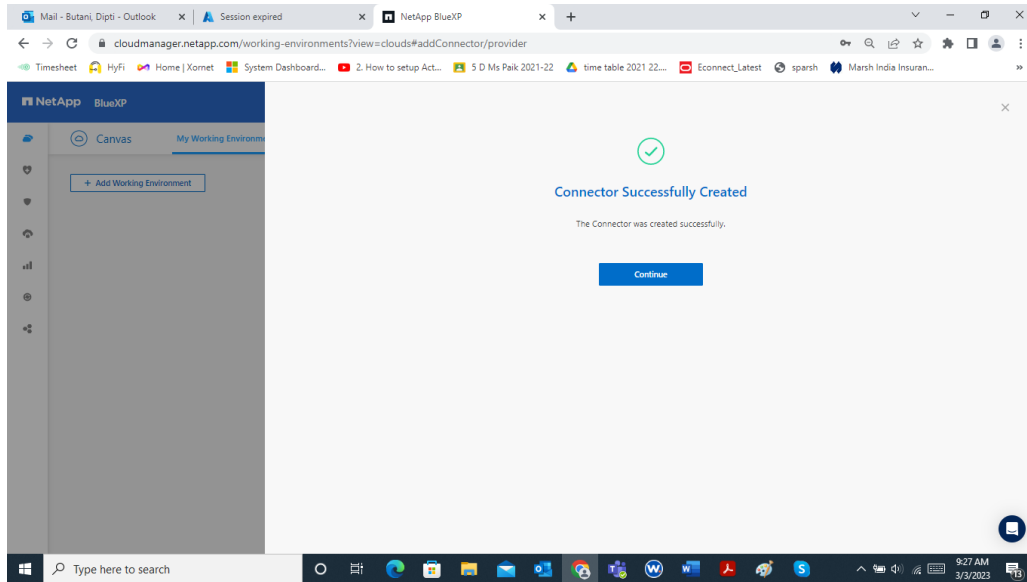 Mail - Butani, Dipti - Outlook
Session expired
NetApp BlueXP
cloudmanager.netapp.com/working-environments?view=clouds#addConnector/provider
Timesheet
HyFi
Home | Xornet
System Dashboard...
2. How to setup Act...
5 D Ms Paik 2021-22
time table 2021 22....
Econnect_Latest
sparsh
Marsh India Insuran...
»
NetApp BlueXP
Canvas
My Working Environme
+ Add Working Environment
Connector Successfully Created
The Connector was created successfully.
Continue
Type here to search
9:27 AM
3/3/2023